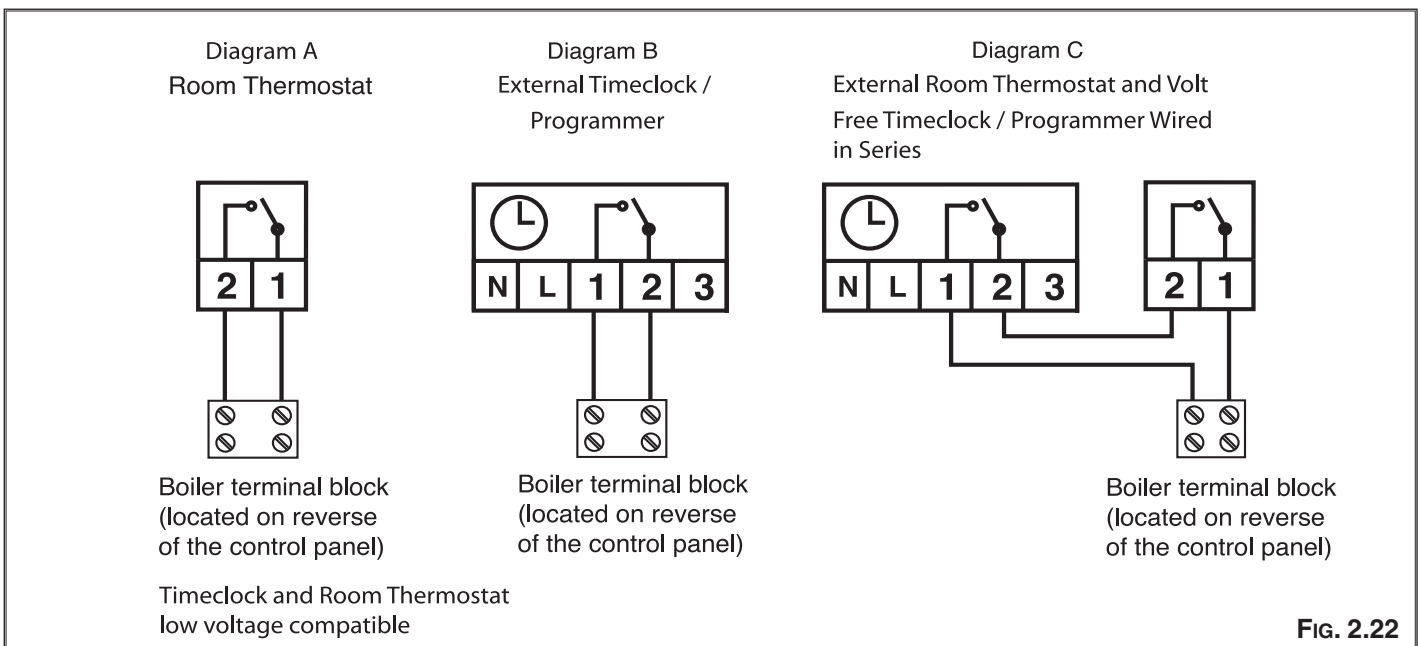 Diagram A
Room Thermostat
2 1
Boiler terminal block
(located on reverse
of the control panel)
Timeclock and Room Thermostat
low voltage compatible
Diagram B
External Timeclock /
Programmer
N L 1 2 3
Boiler terminal block
(located on reverse
of the control panel)
Diagram C
External Room Thermostat and Volt
Free Timeclock / Programmer Wired
in Series
N L 1 2 3
2 1
Boiler terminal block
(located on reverse
of the control panel)
FIG. 2.22